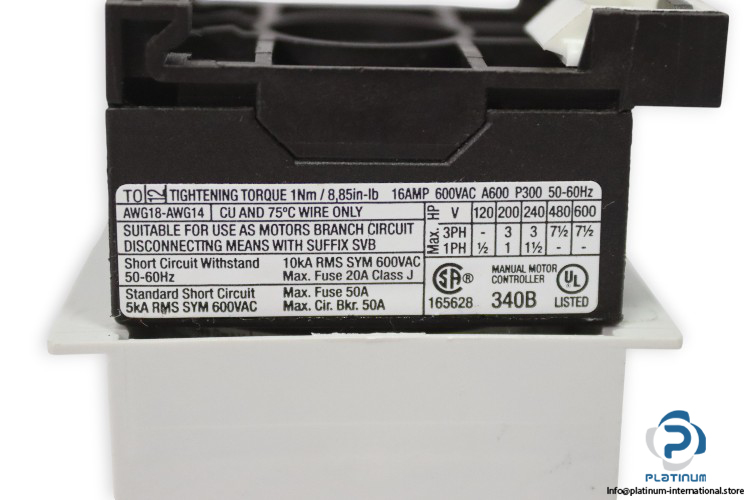 TO TIGHTENING TORQUE 1Nm / 8,85in-lb 16AMP 600VAC A600 P300 50-60Hz
AWG18-AWG14 CU AND 75°C WIRE ONLY
SUITABLE FOR USE AS MOTORS BRANCH CIRCUIT
DISCONNECTING MEANS WITH SUFFIX SVB
Max. HP V 120 200 240 480 600
3PH - 3 3 7½ 7½
1PH ½ 1 1½ - -
Short Circuit Withstand 10kA RMS SYM 600VAC
50-60Hz Max. Fuse 20A Class J
Standard Short Circuit Max. Fuse 50A
5kA RMS SYM 600VAC Max. Cir. Bkr. 50A
SA
165628
MANUAL MOTOR
CONTROLLER
340B
UL
LISTED
PLATINUM
Info@platinum-international.store